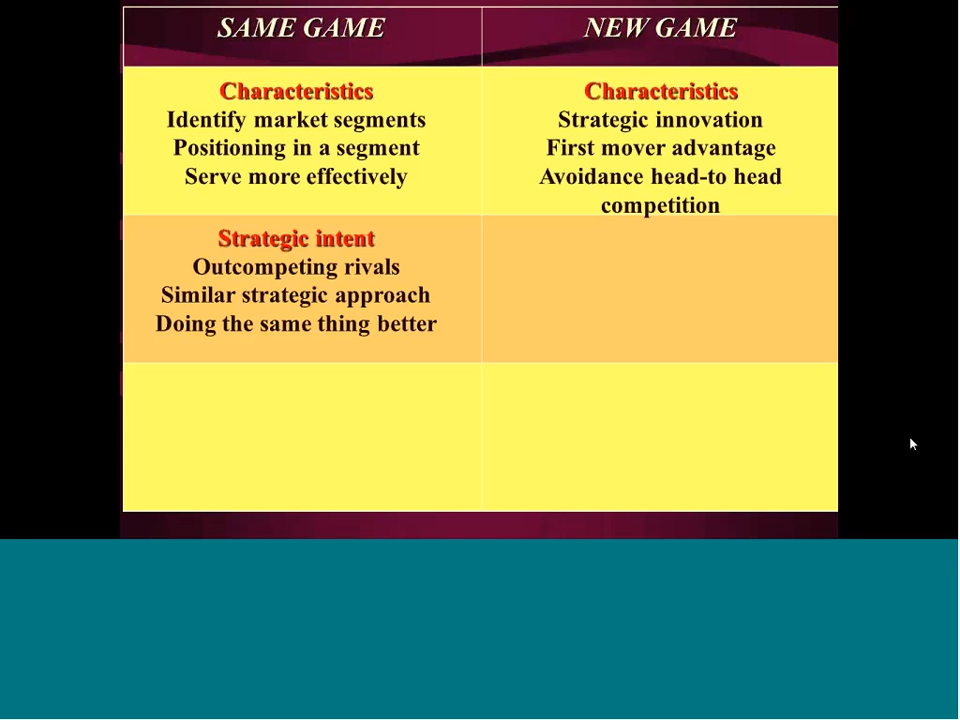 SAME GAME
NEW GAME
Characteristics
Identify market segments
Positioning in a segment
Serve more effectively
Characteristics
Strategic innovation
First mover advantage
Avoidance head-to head
competition
Strategic intent
Outcompeting rivals
Similar strategic approach
Doing the same thing better